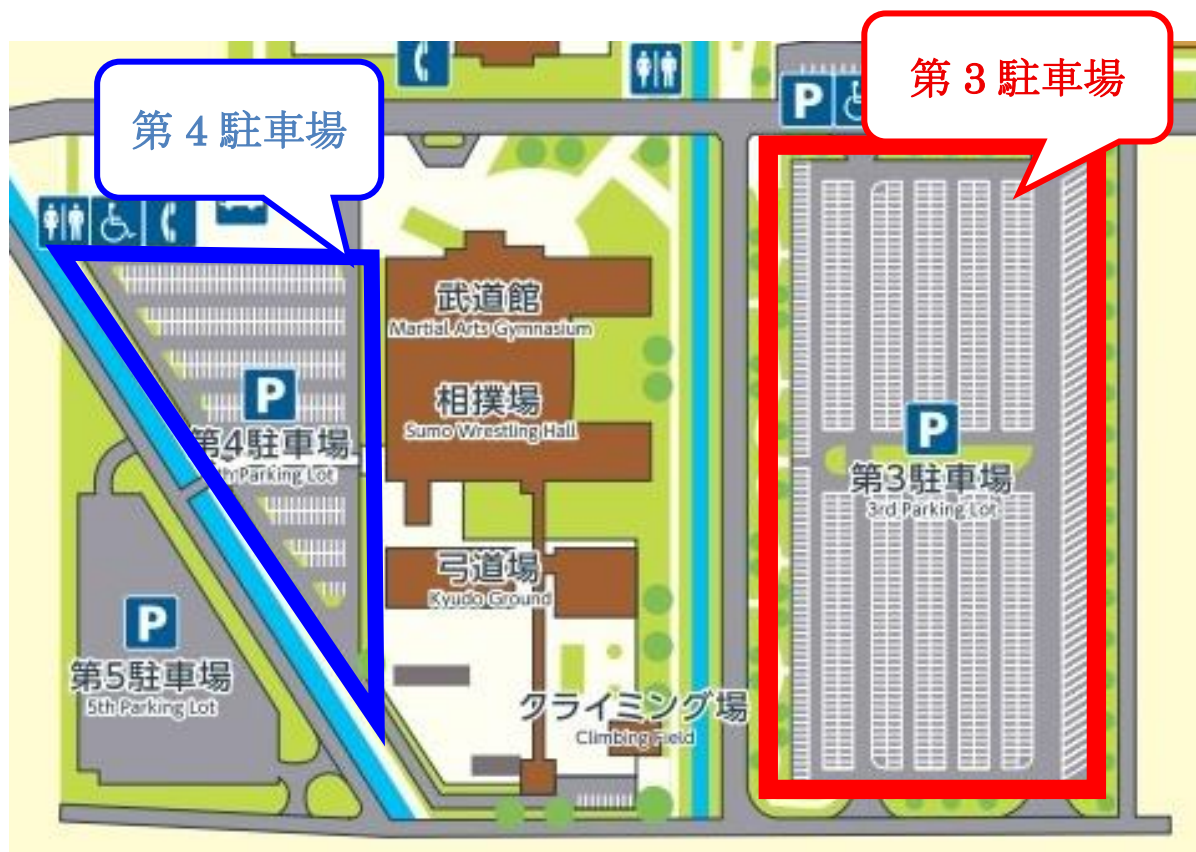 第3駐車場
第4駐車場
P
武道館
Martial Arts Gymnasium
P
相撲場
Sumo Wrestling Hall
P
第4駐車場
Parking Lot
第3駐車場
3rd Parking Lot
弓道場
Kyudo Ground
P
第5駐車場
5th Parking Lot
クライミング場
Climbing Field